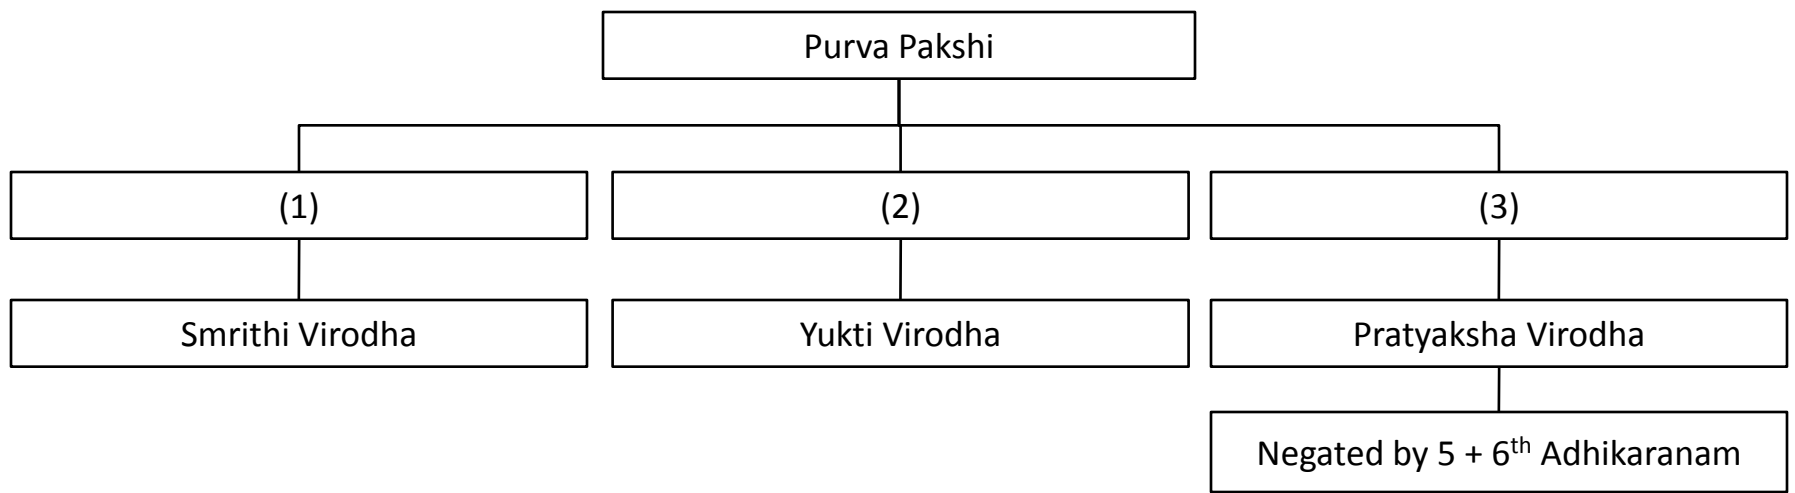 Purva Pakshi
(1)
(2)
(3)
Smrithi Virodha
Yukti Virodha
Pratyaksha Virodha
Negated by 5 + 6th Adhikaranam